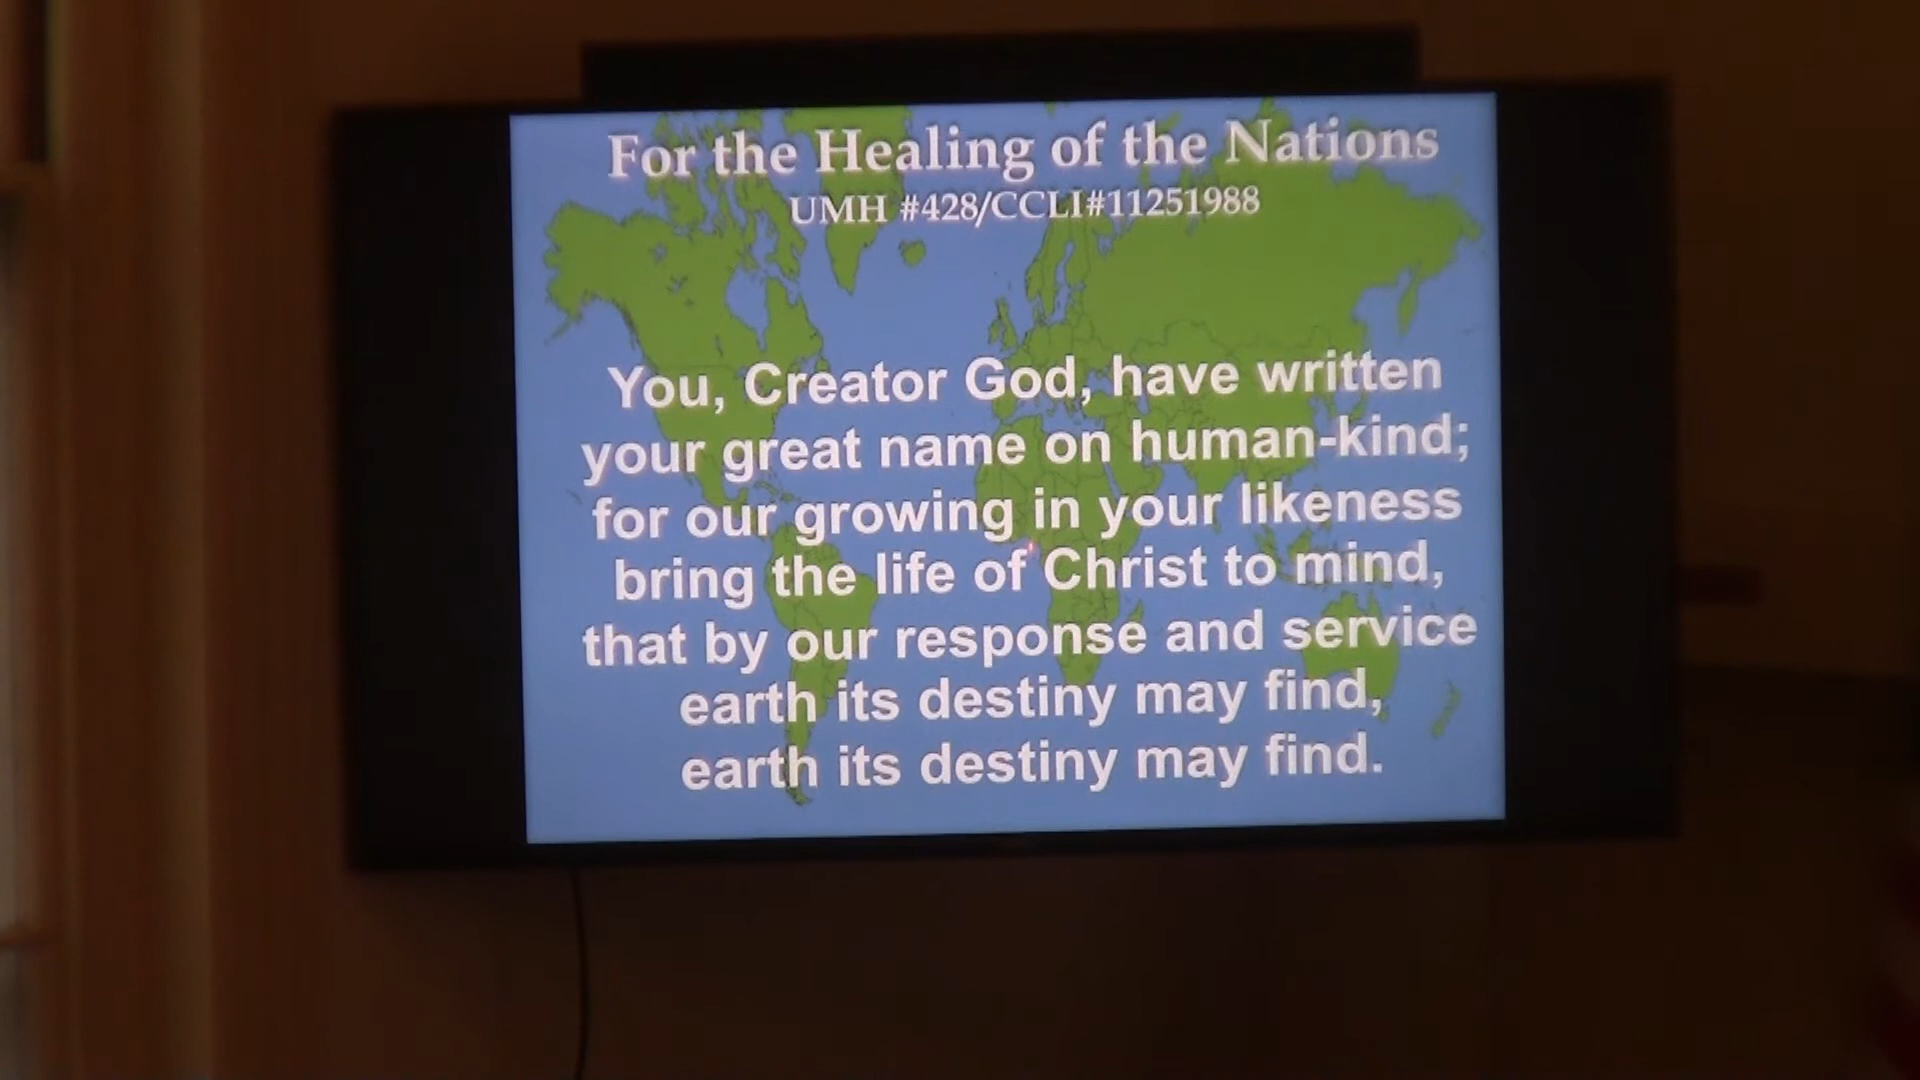 For the Healing of the Nations
UMH #428/CCLI#11251988
You, Creator God, have written
your great name on human-kind;
for our growing in your likeness
bring the life of Christ to mind,
that by our response and service
earth its destiny may find,
earth its destiny may find.